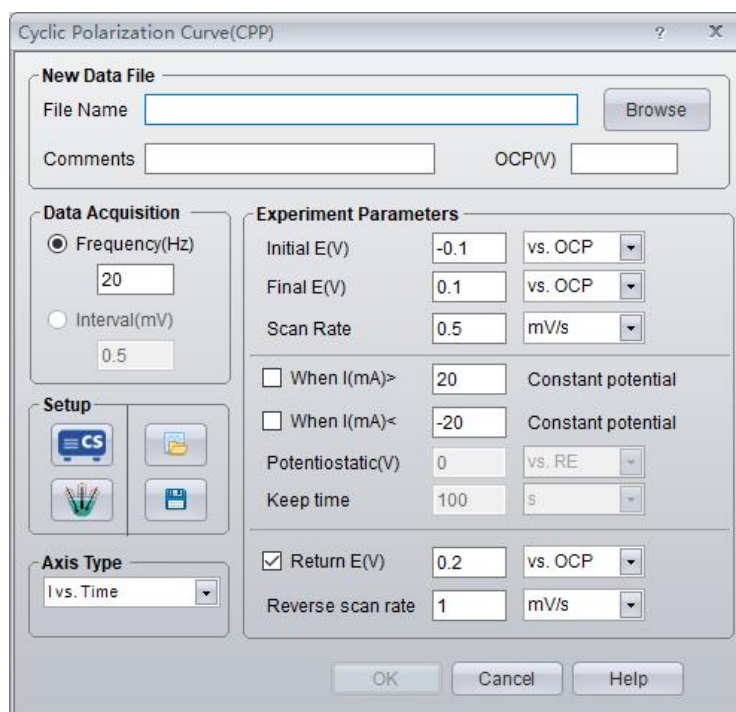 Cyclic Polarization Curve(CPP) ? X
New Data File
File Name Browse
Comments OCP(V)
Data Acquisition
Frequency(Hz)
20
Interval(mV)
0.5
Setup
CS
Axis Type
I vs. Time
Experiment Parameters
Initial E(V) -0.1 vs. OCP
Final E(V) 0.1 vs. OCP
Scan Rate 0.5 mV/s
When I(mA)> 20 Constant potential
When I(mA)< -20 Constant potential
Potentiostatic(V) 0 vs. RE
Keep time 100 s
Return E(V) 0.2 vs. OCP
Reverse scan rate 1 mV/s
OK Cancel Help